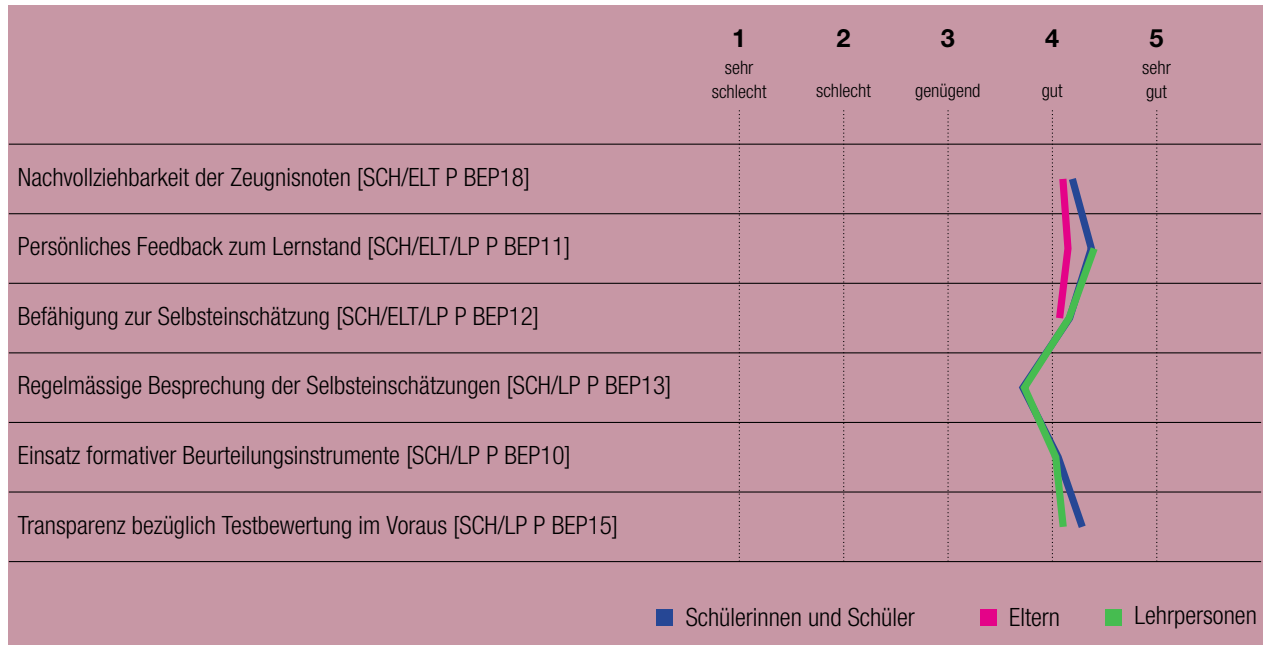 1 2 3 4 5
sehr schlecht schlecht genügend gut sehr gut
Nachvollziehbarkeit der Zeugnisnoten [SCH/ELT P BEP18]
Persönliches Feedback zum Lernstand [SCH/ELT/LP P BEP11]
Befähigung zur Selbsteinschätzung [SCH/ELT/LP P BEP12]
Regelmässige Besprechung der Selbsteinschätzungen [SCH/LP P BEP13]
Einsatz formativer Beurteilungsinstrumente [SCH/LP P BEP10]
Transparenz bezüglich Testbewertung im Voraus [SCH/LP P BEP15]
Schülerinnen und Schüler Eltern Lehrpersonen